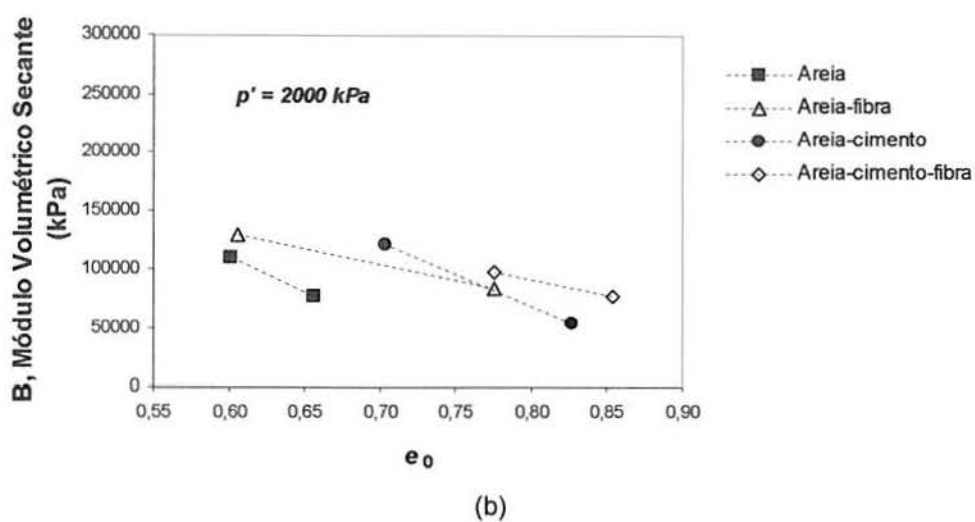 B, Módulo Volumétrico Secante
(kPa)
300000
250000
200000
150000
100000
50000
0
p' = 2000 kPa
0,55
0,60
0,65
0,70
0,75
0,80
0,85
0,90
e0
Areia
Areia-fibra
Areia-cimento
Areia-cimento-fibra
(b)